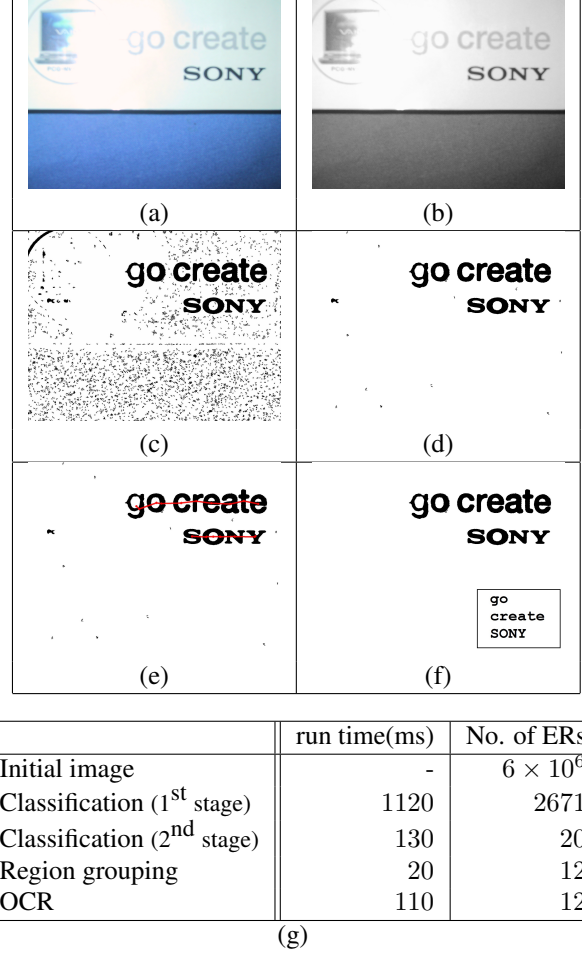 go create
SONY
(a)
go create
SONY
(b)
go create
SONY
(c)
go create
SONY
(d)
go create
SONY
(e)
go create
SONY
go
create
SONY
(f)
run time(ms) No. of ERs
Initial image - 6 × 10⁶
Classification (1st stage) 1120 2671
Classification (2nd stage) 130 20
Region grouping 20 12
OCR 110 12
(g)